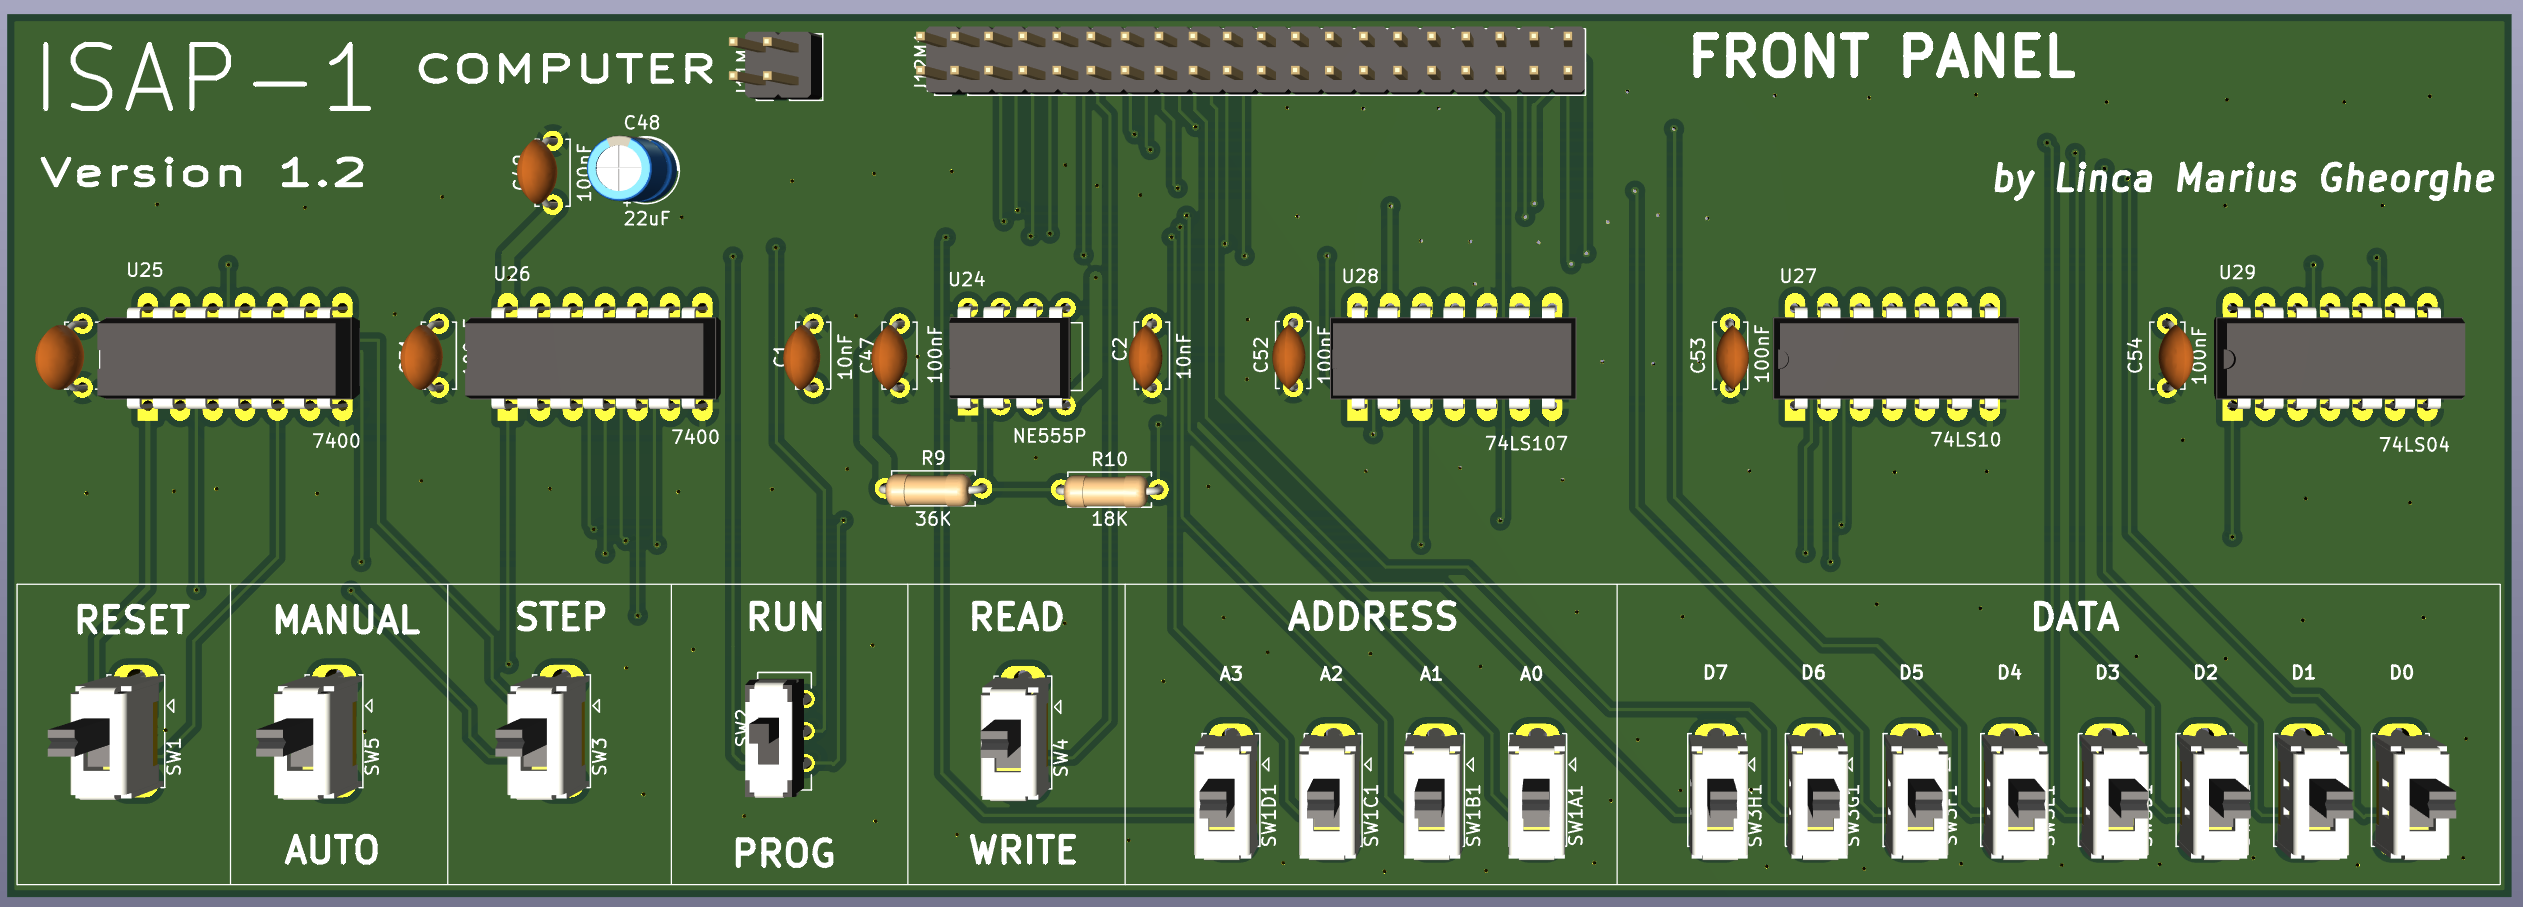 ISAP-1
COMPUTER
FRONT PANEL
Version 1.2
by Linca Marius Gheorghe
C48
100nF
22uF
U25
U26
U24
U28
U27
U29
C1
10nF
C47
100nF
C2
10nF
C52
100nF
C53
100nF
C54
100nF
7400
7400
NE555P
74LS107
74LS10
74LS04
R9
R10
36K
18K
RESET
MANUAL
STEP
RUN
READ
ADDRESS
DATA
A3 A2 A1 A0
D7 D6 D5 D4 D3 D2 D1 D0
SW1
SW5
SW3
SW2
SW4
SW1D1
SW1C1
SW1B1
SW1A1
SW3H1
SW3G1
AUTO
PROG
WRITE